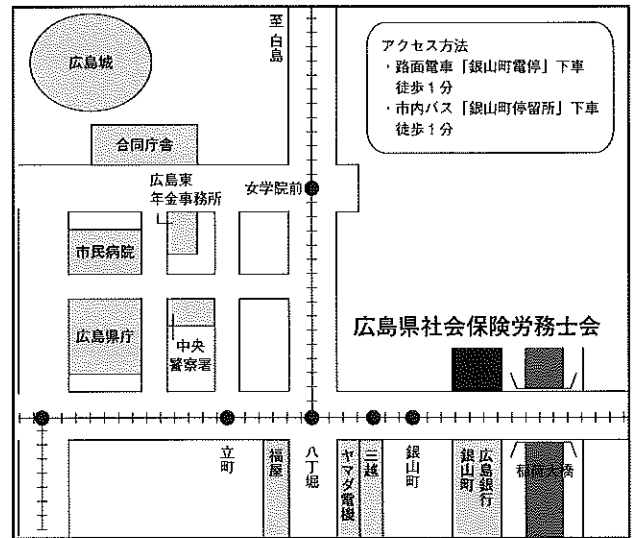 至白島
広島城
アクセス方法
・路面電車「銀山町電停」下車
徒歩1分
・市内バス「銀山町停留所」下車
徒歩1分
合同庁舎
広島東
年金事務所
女学院前
市民病院
広島県庁
中央
警察署
広島県社会保険労務士会
立町
福屋
八丁堀
ヤマダ電機
三越
銀山町
広島銀行
銀山町
稲荷大橋